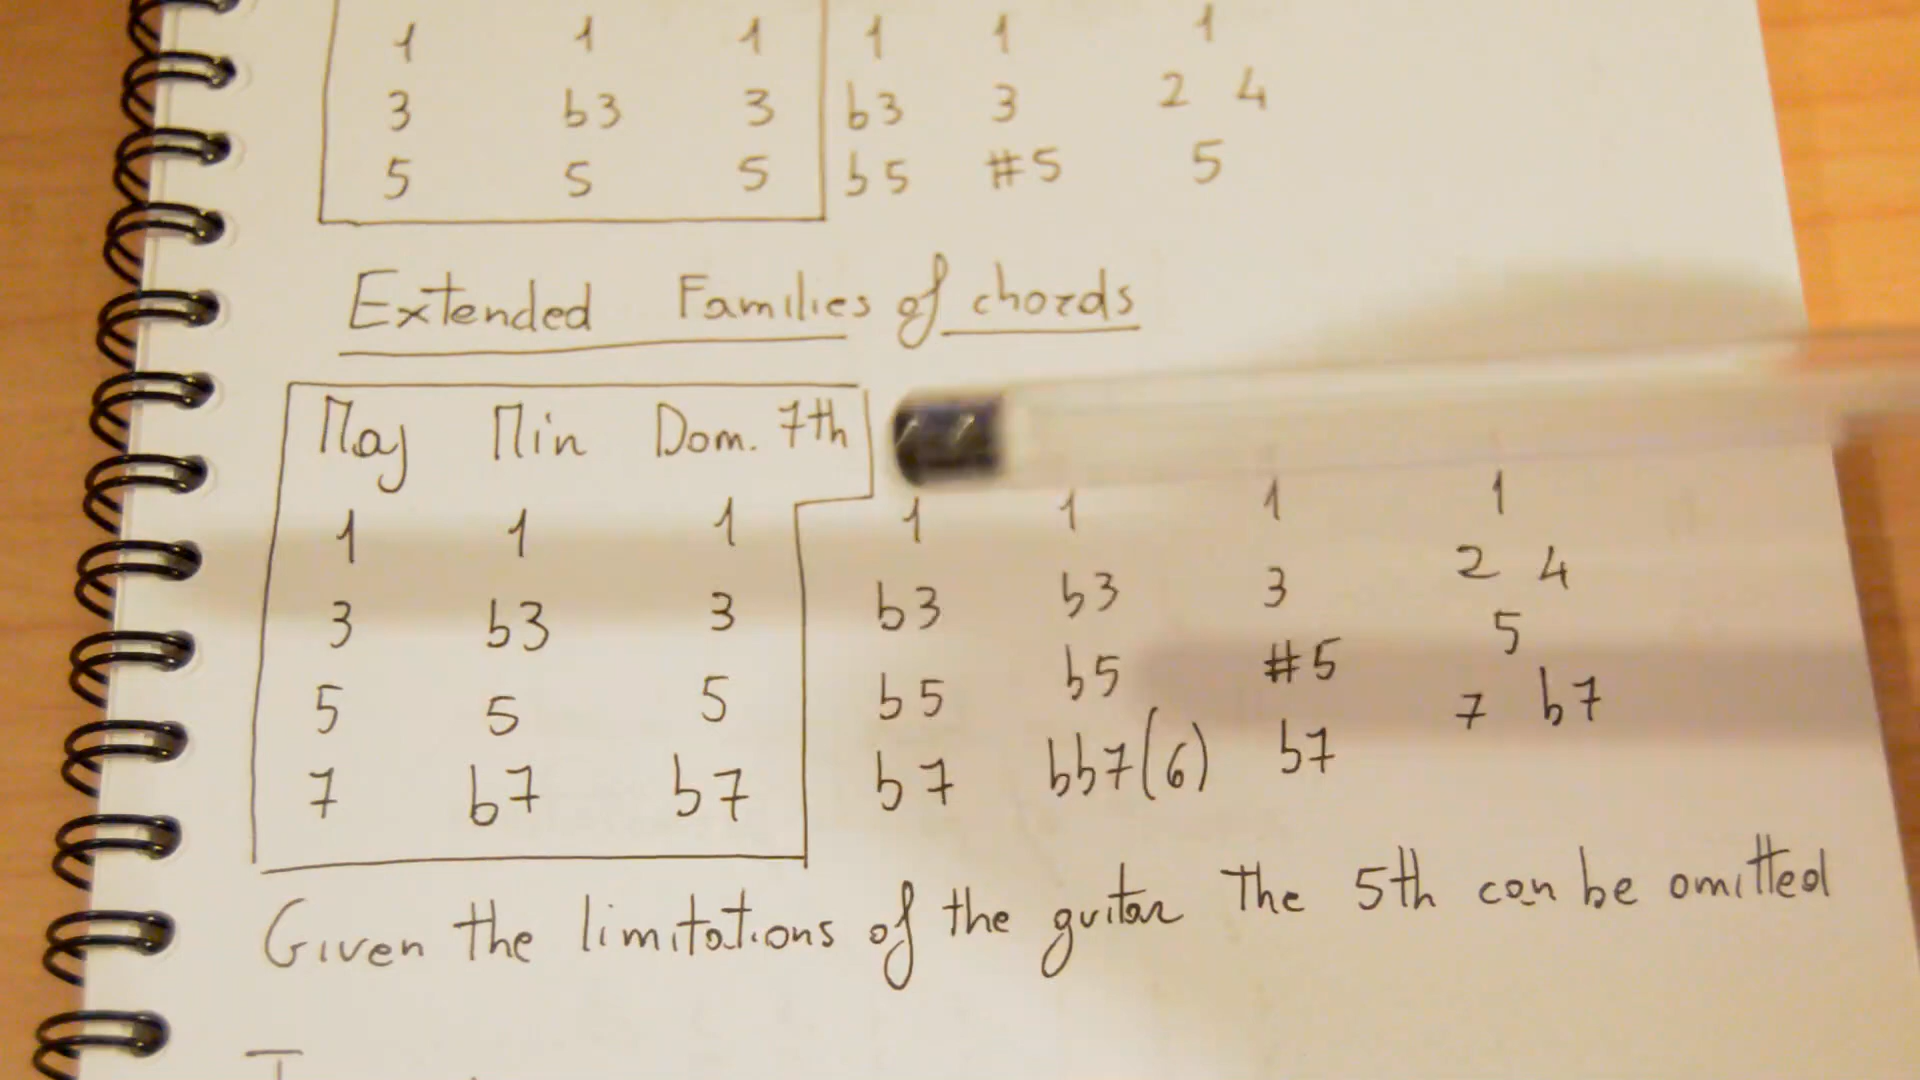 1 1 1 1 1 1
3 b3 3 b3 3 2 4
5 5 5 b5 #5 5
Extended Families of chords
Maj Min Dom. 7th
1 1 1 1 1 1 1
3 b3 3 b3 b3 3 2 4
5 5 5 b5 b5 #5 5
7 b7 b7 b7 bb7(6) b7 7 b7
Given the limitations of the guitar the 5th can be omitted